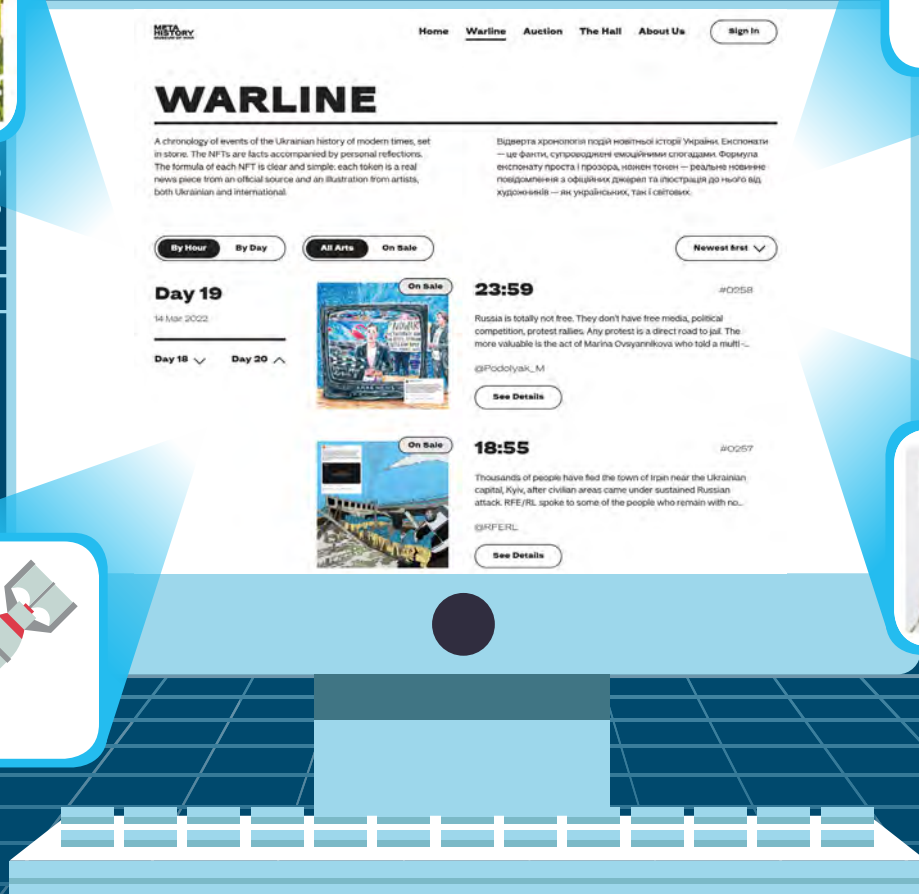 META
HISTORY
MUSEUM OF WAR
Home Warline Auction The Hall About Us Sign In
WARLINE
A chronology of events of the Ukrainian history of modern times, set
in stone. The NFTs are facts accompanied by personal reflections.
The formula of each NFT is clear and simple: each token is a real
news piece from an official source and an illustration from artists,
both Ukrainian and international.
Відверта хронологія подій новітньої історії України. Експонати
— це факти, супроводжені емоційними спогадами. Формула
експонату проста і прозора, кожен токен — реальне новинне
повідомлення з офіційних джерел та ілюстрація до нього від
художників — як українських, так і світових.
By Hour By Day All Arts On Sale Newest first
Day 19
14 Mar 2022
Day 18 Day 20
On Sale
23:59 #0258
Russia is totally not free. They don't have free media, political
competition, protest rallies. Any protest is a direct road to jail. The
more valuable is the act of Marina Ovsyannikova who told a multi-...
@Podolyak_M
See Details
On Sale
18:55 #0257
Thousands of people have fled the town of Irpin near the Ukrainian
capital, Kyiv, after civilian areas came under sustained Russian
attack. RFE/RL spoke to some of the people who remain with no...
@RFERL
See Details